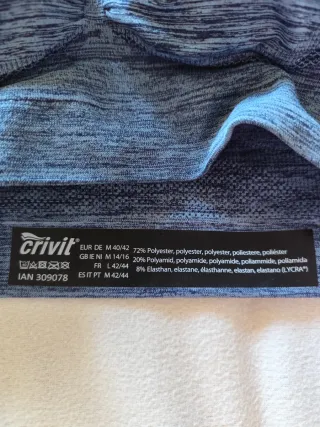 crivit®
IAN 309078
EUR DE M 40/42
GB IE NI M 14/16
FR L 42/44
ES IT PT M 42/44
72% Polyester, polyester, polyester, poliestere, poliéster
20% Polyamid, polyamide, polyamide, poliammide, poliamida
8% Elasthan, elastane, élasthanne, elastan, elastano (LYCRA®)